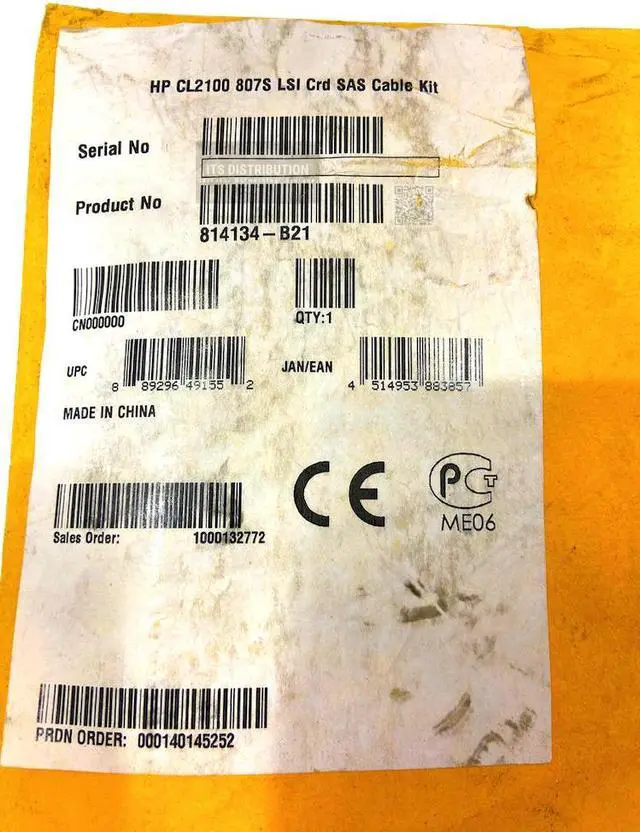 HP CL2100 807S LSI Crd SAS Cable Kit
Serial No
ITS DISTRIBUTION
Product No
814134-B21
CN000000
QTY:1
UPC
8 89296 49155 2
JAN/EAN
4 514953 883857
MADE IN CHINA
CE
PCT
ME06
Sales Order: 1000132772
PRDN ORDER: 000140145252